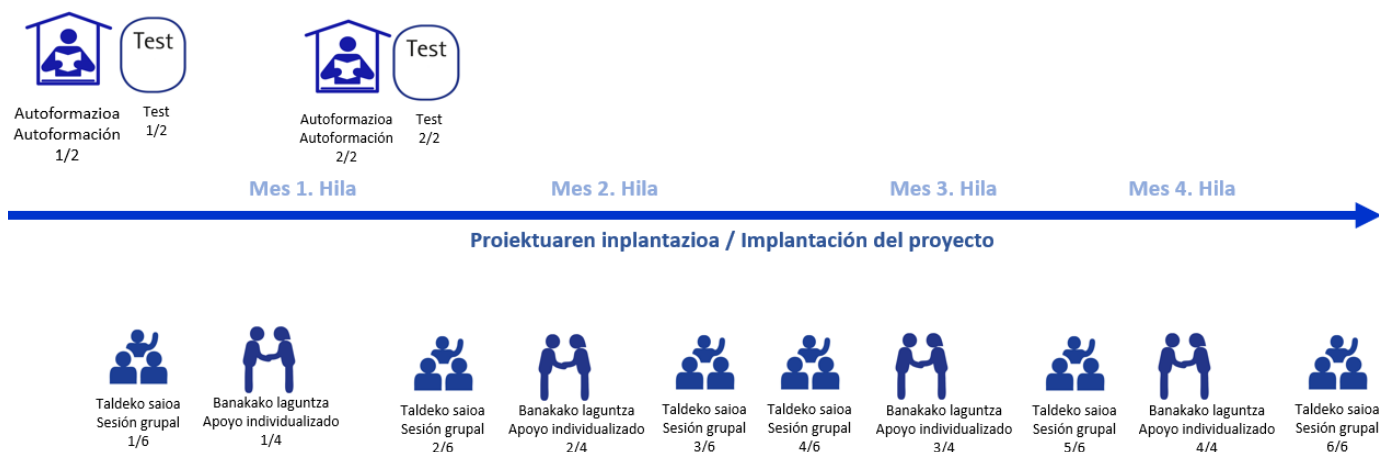 Test
Test
Autoformazioa
Autoformación
1/2
Test
1/2
Autoformazioa
Autoformación
2/2
Test
2/2
Mes 1. Hila
Mes 2. Hila
Mes 3. Hila
Mes 4. Hila
Proiektuaren inplantazioa / Implantación del proyecto
Taldeko saioa
Sesión grupal
1/6
Banakako laguntza
Apoyo individualizado
1/4
Taldeko saioa
Sesión grupal
2/6
Banakako laguntza
Apoyo individualizado
2/4
Taldeko saioa
Sesión grupal
3/6
Taldeko saioa
Sesión grupal
4/6
Banakako laguntza
Apoyo individualizado
3/4
Taldeko saioa
Sesión grupal
5/6
Banakako laguntza
Apoyo individualizado
4/4
Taldeko saioa
Sesión grupal
6/6